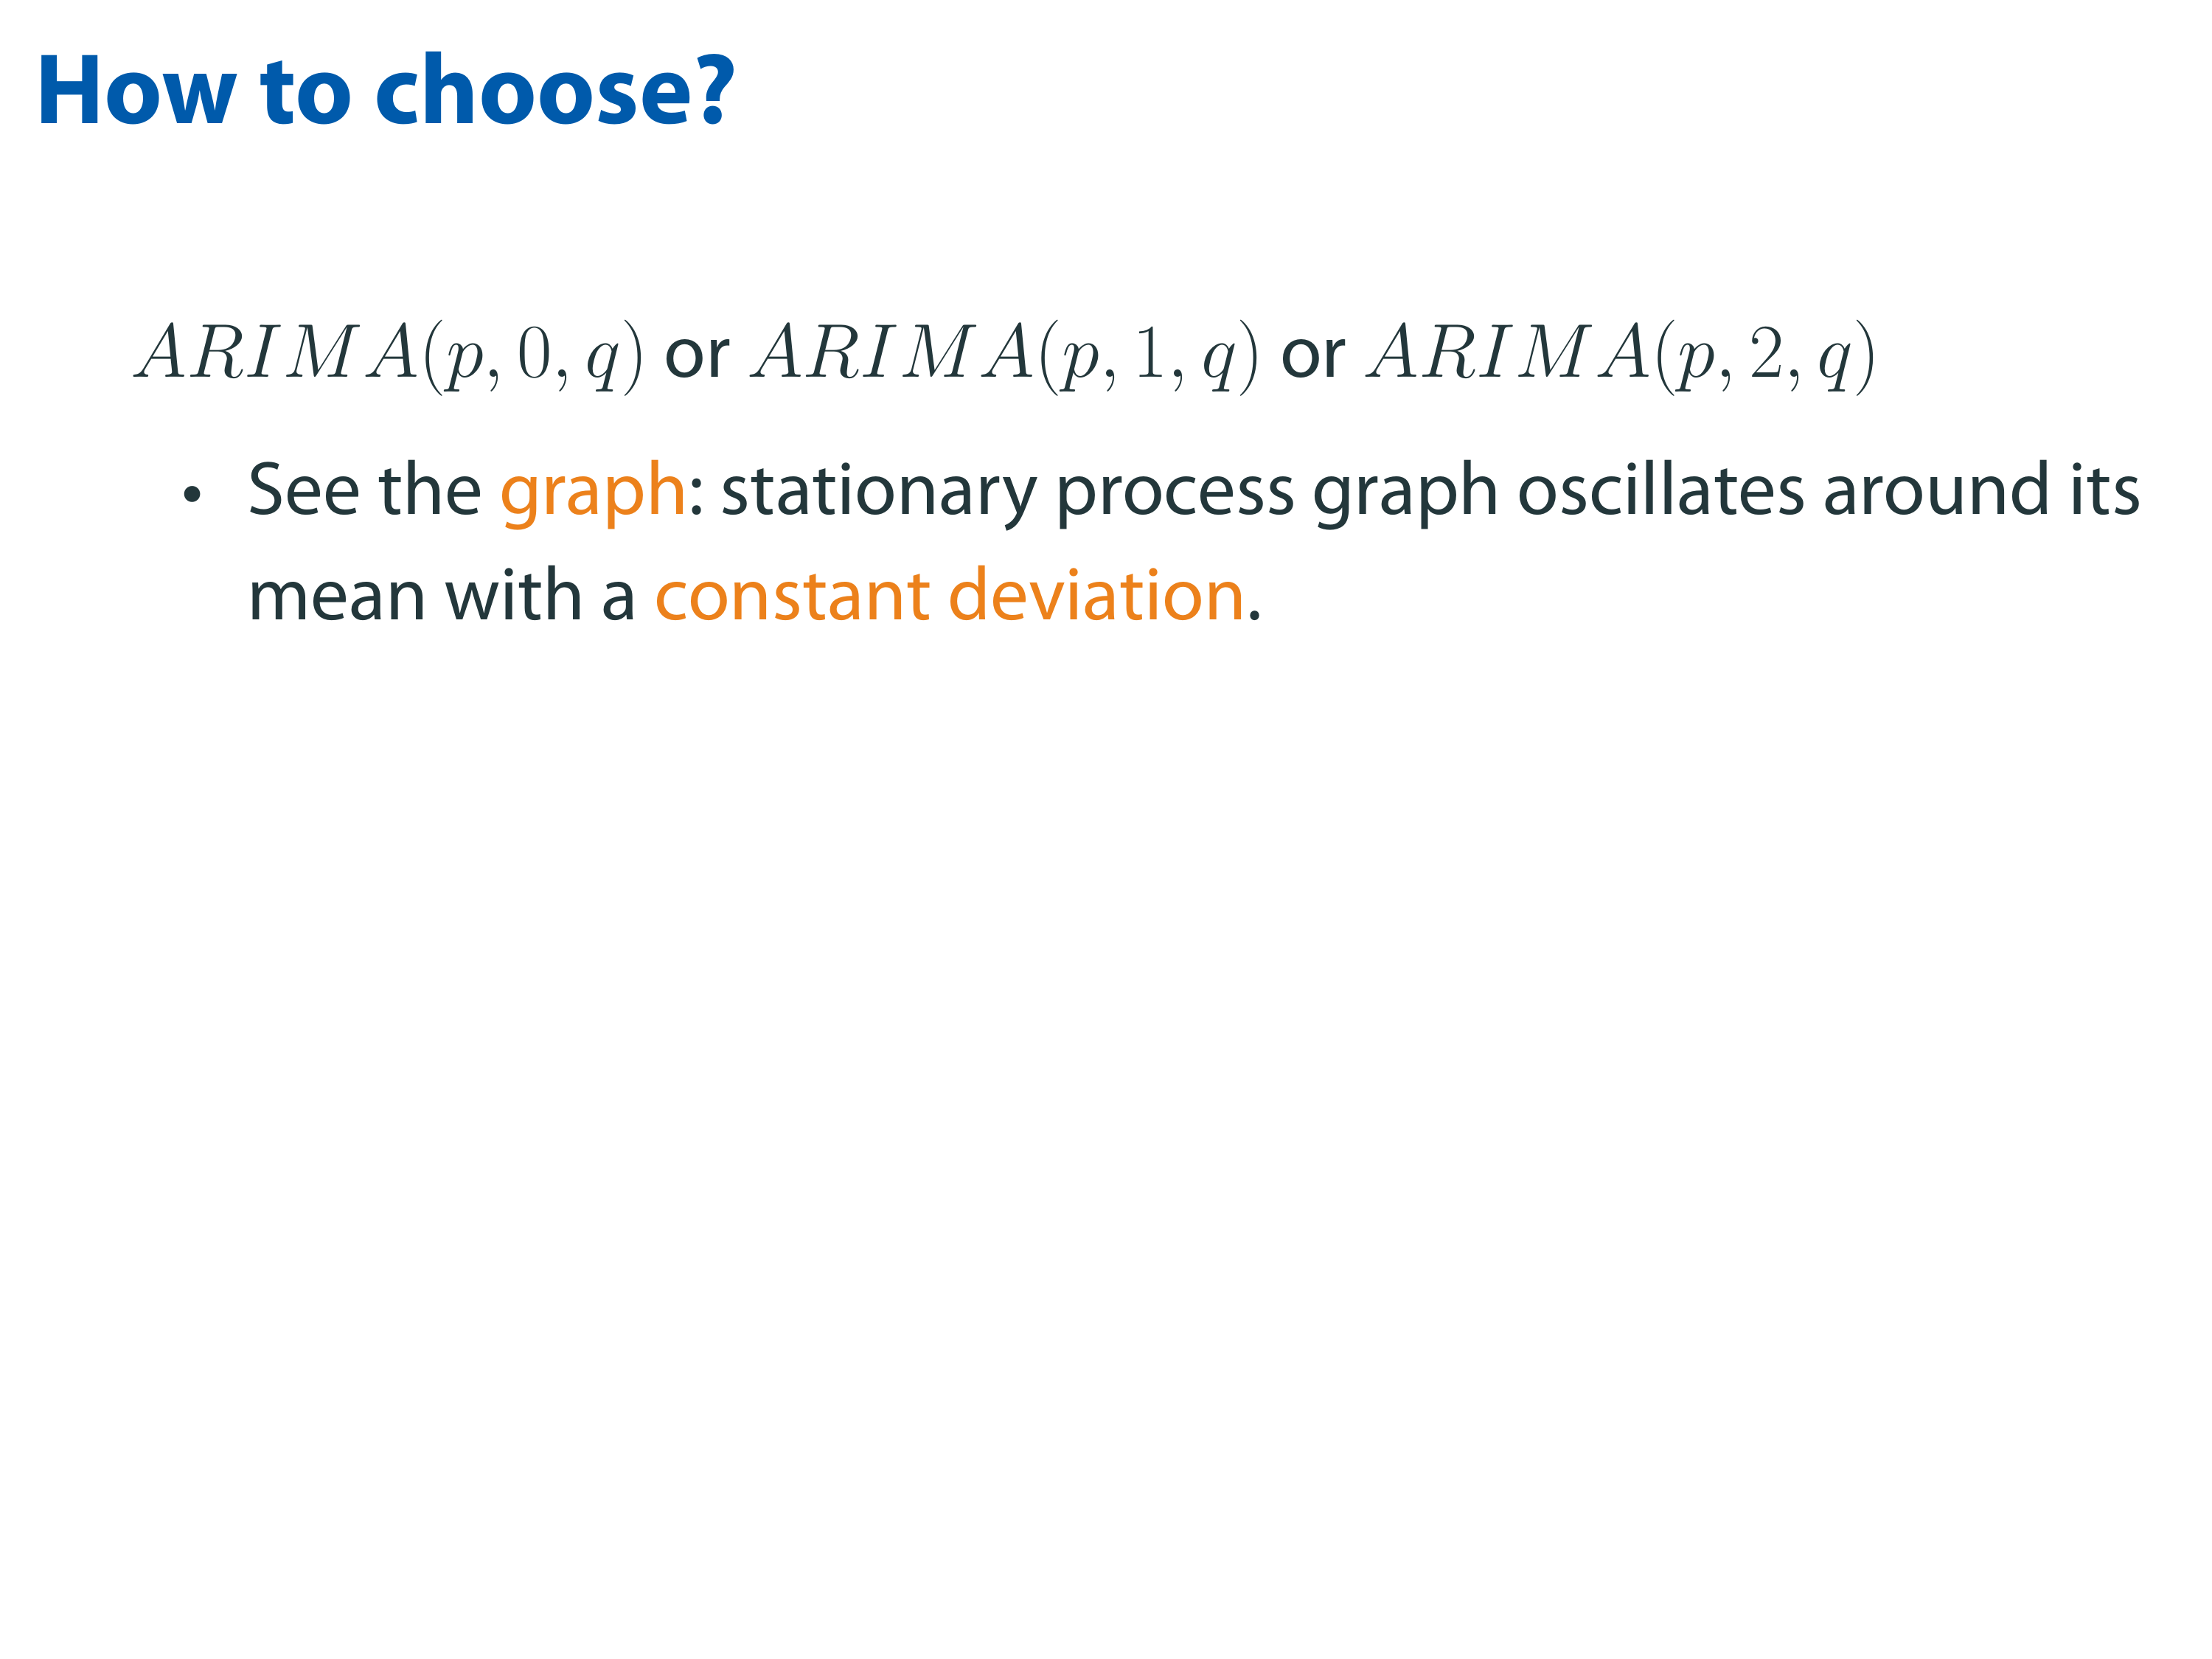 How to choose?
ARIMA(p, 0, q) or ARIMA(p, 1, q) or ARIMA(p, 2, q)
• See the graph: stationary process graph oscillates around its
mean with a constant deviation.